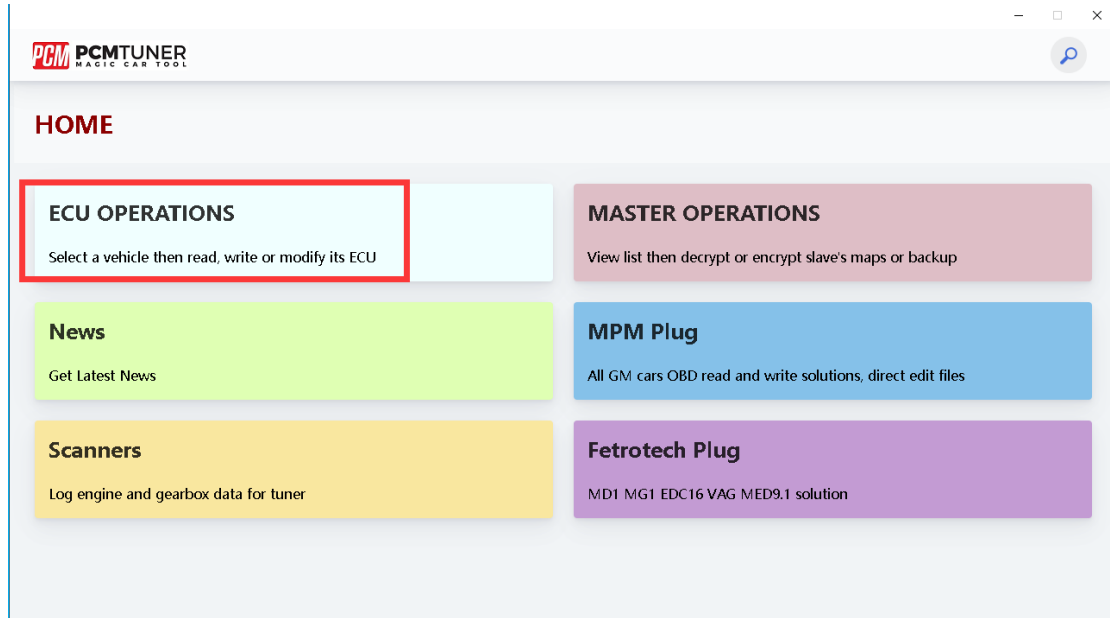 PCM PCMTUNER
MAGIC CAR TOOL
HOME
ECU OPERATIONS
Select a vehicle then read, write or modify its ECU
MASTER OPERATIONS
View list then decrypt or encrypt slave's maps or backup
News
Get Latest News
MPM Plug
All GM cars OBD read and write solutions, direct edit files
Scanners
Log engine and gearbox data for tuner
Fetrotech Plug
MD1 MG1 EDC16 VAG MED9.1 solution